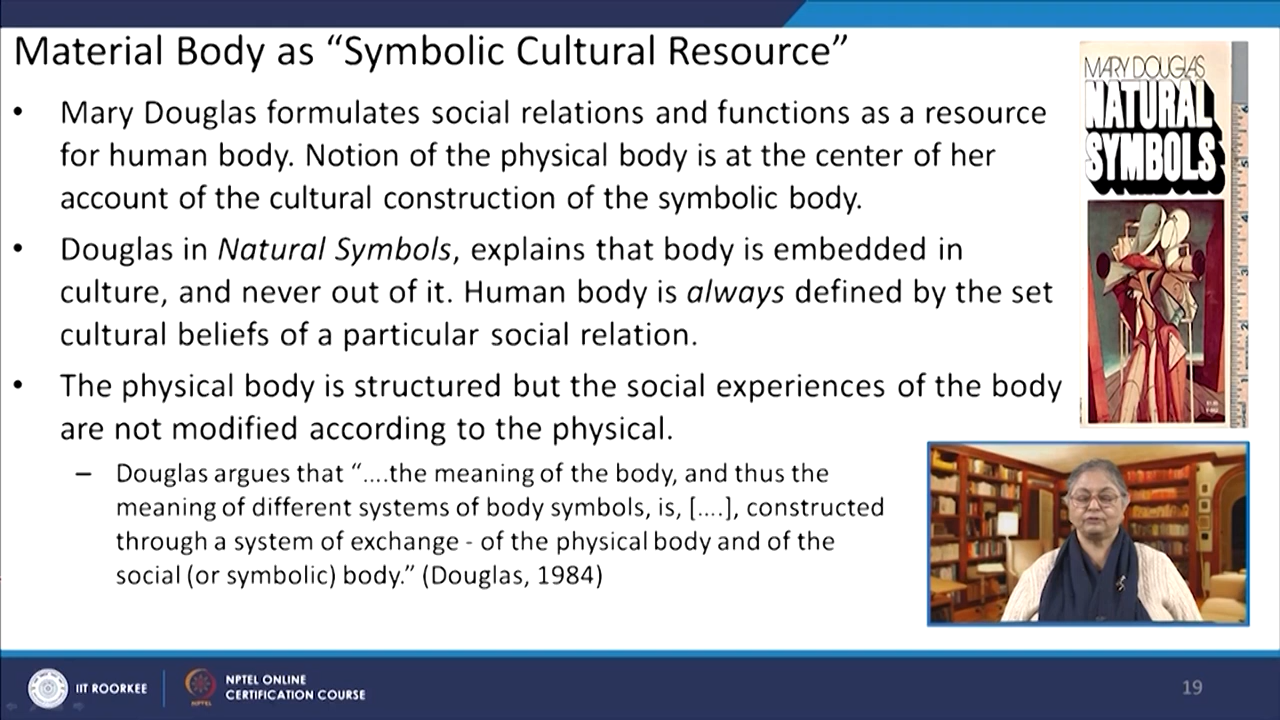 Material Body as “Symbolic Cultural Resource”
• Mary Douglas formulates social relations and functions as a resource
for human body. Notion of the physical body is at the center of her
account of the cultural construction of the symbolic body.
• Douglas in Natural Symbols, explains that body is embedded in
culture, and never out of it. Human body is always defined by the set
cultural beliefs of a particular social relation.
• The physical body is structured but the social experiences of the body
are not modified according to the physical.
– Douglas argues that “....the meaning of the body, and thus the
meaning of different systems of body symbols, is, [....], constructed
through a system of exchange - of the physical body and of the
social (or symbolic) body.” (Douglas, 1984)
MARY DOUGLAS
NATURAL
SYMBOLS
IIT ROORKEE
NPTEL
NPTEL ONLINE
CERTIFICATION COURSE
19